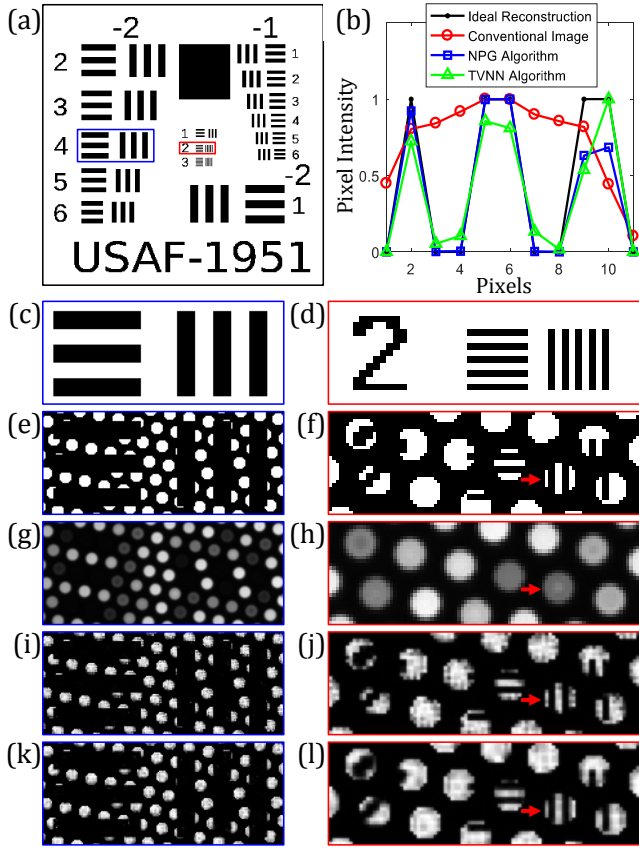 (a)
-2
-1
2
3
4
5
6
1
2
3
1
2
3
4
5
6
-2
1
USAF-1951
(b)
Ideal Reconstruction
Conventional Image
NPG Algorithm
TVNN Algorithm
Pixel Intensity
1
0.5
0
2
4
6
8
10
Pixels
(c)
(d)
2
(e)
(f)
(g)
(h)
(i)
(j)
(k)
(l)